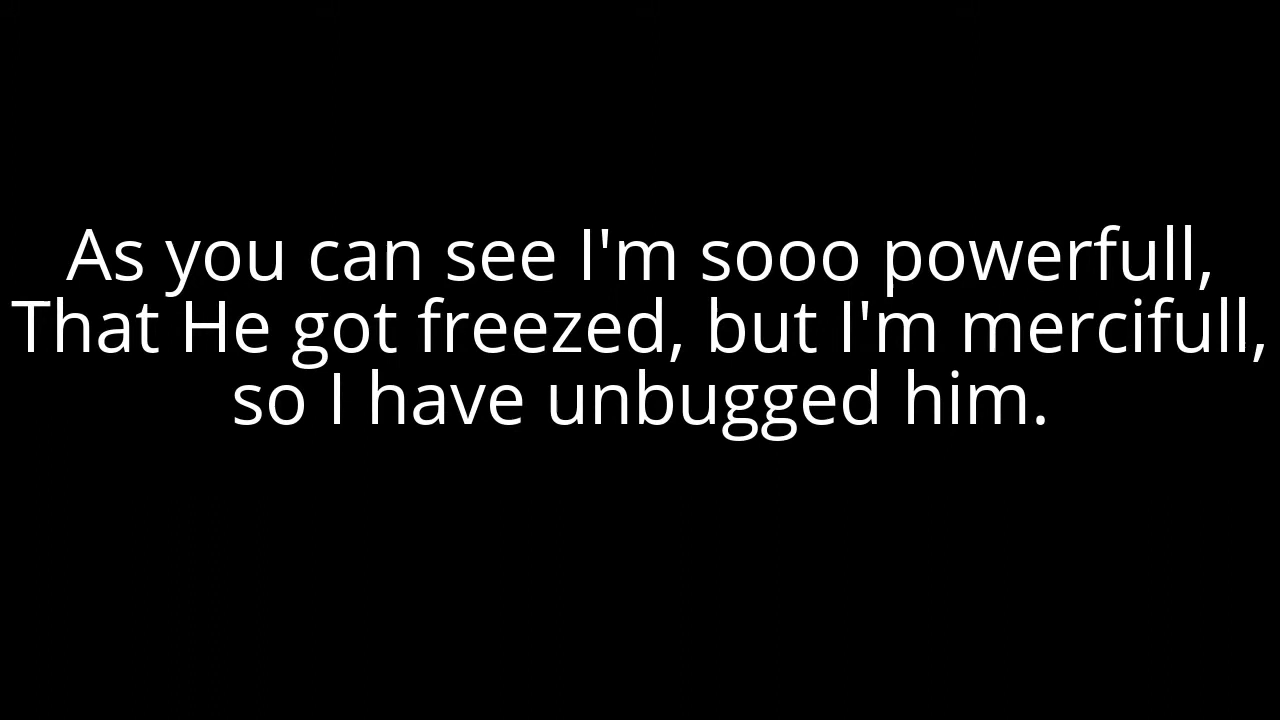 As you can see I'm sooo powerfull,
That He got freezed, but I'm mercifull,
so I have unbugged him.